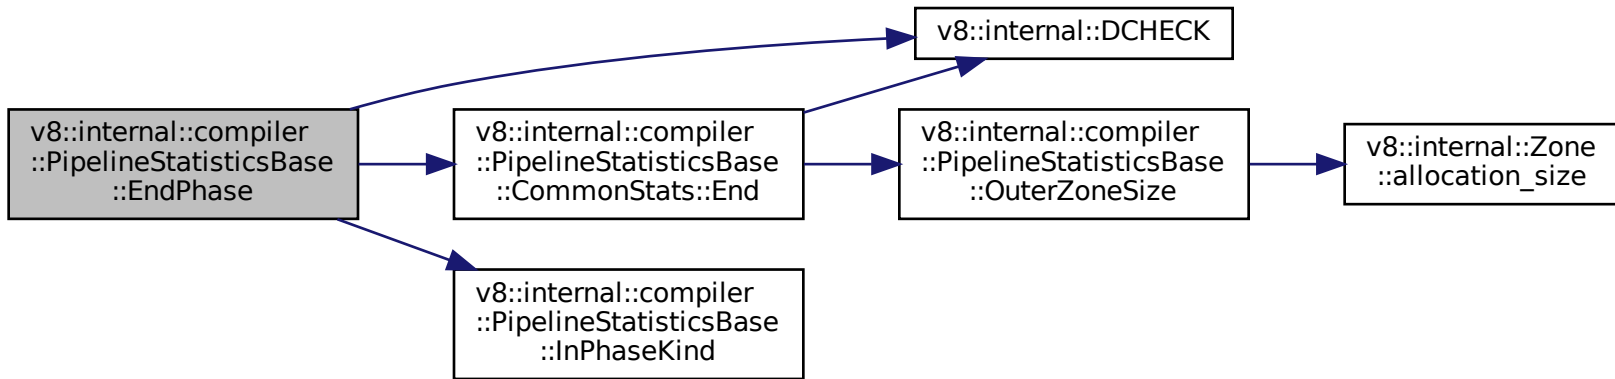 v8::internal::compiler
::PipelineStatisticsBase
::EndPhase
v8::internal::DCHECK
v8::internal::compiler
::PipelineStatisticsBase
::CommonStats::End
v8::internal::compiler
::PipelineStatisticsBase
::OuterZoneSize
v8::internal::Zone
::allocation_size
v8::internal::compiler
::PipelineStatisticsBase
::InPhaseKind